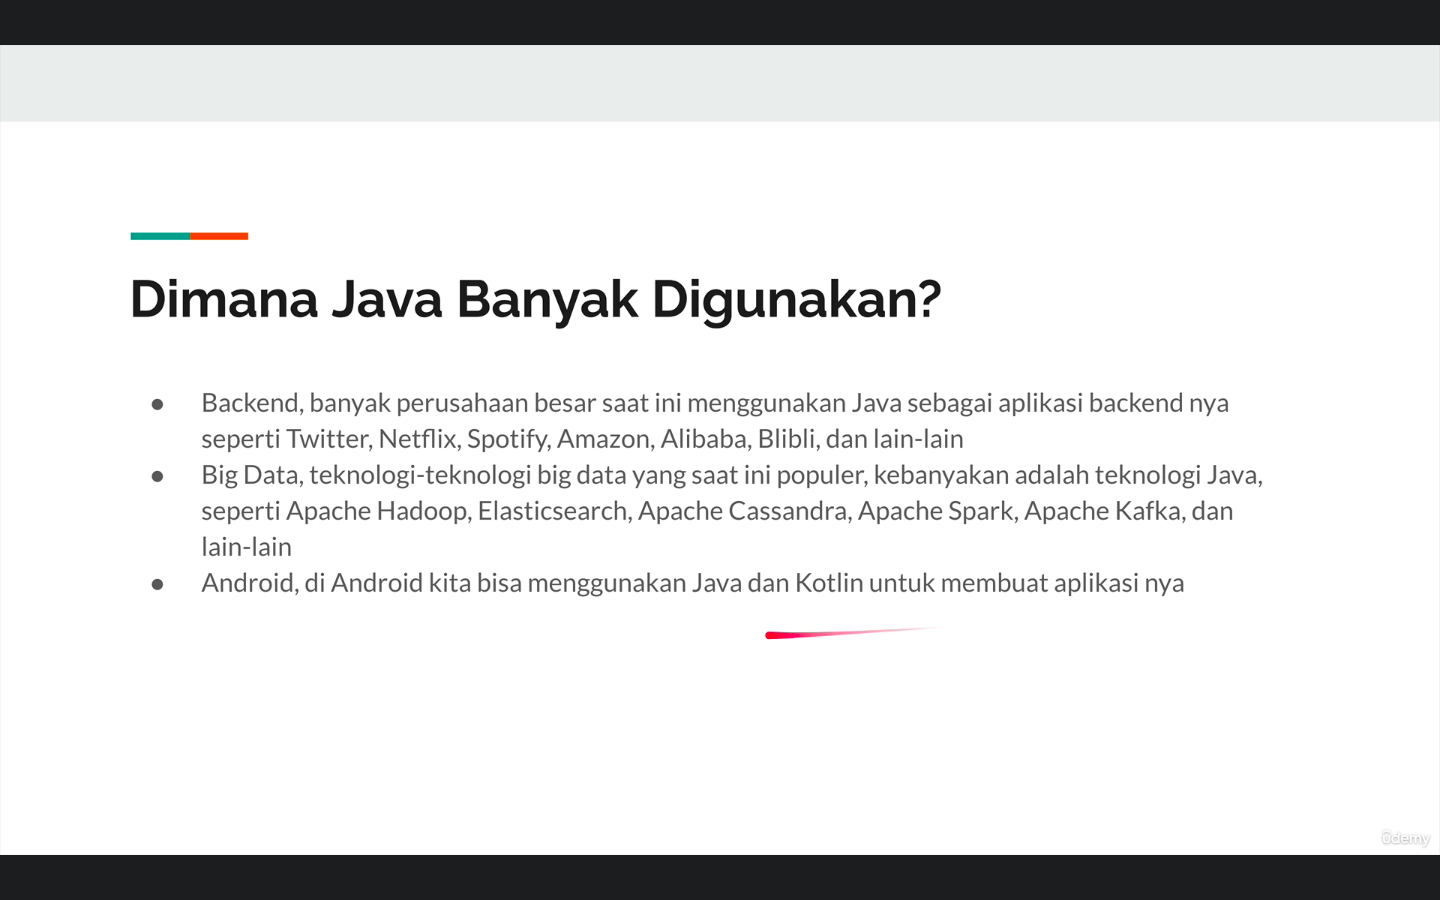 Dimana Java Banyak Digunakan?
● Backend, banyak perusahaan besar saat ini menggunakan Java sebagai aplikasi backend nya
seperti Twitter, Netflix, Spotify, Amazon, Alibaba, Blibli, dan lain-lain
● Big Data, teknologi-teknologi big data yang saat ini populer, kebanyakan adalah teknologi Java,
seperti Apache Hadoop, Elasticsearch, Apache Cassandra, Apache Spark, Apache Kafka, dan
lain-lain
● Android, di Android kita bisa menggunakan Java dan Kotlin untuk membuat aplikasi nya
ûdemy